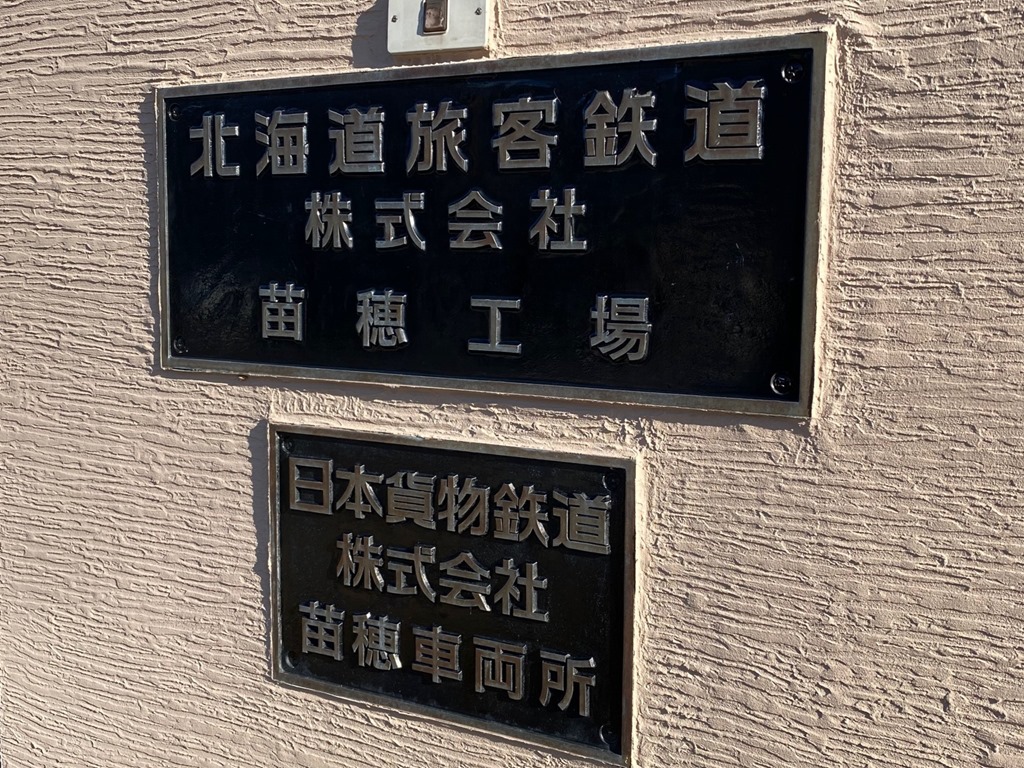 北海道旅客鉄道
株式会社
苗穂工場
日本貨物鉄道
株式会社
苗穂車両所